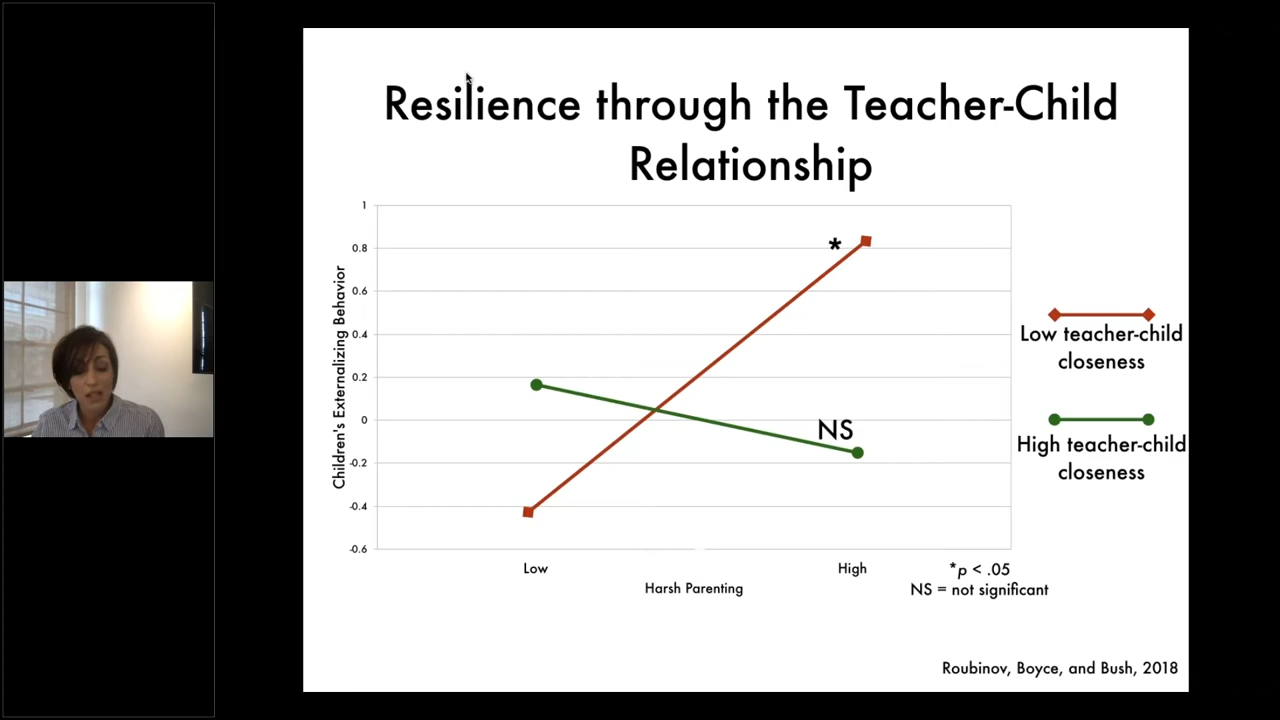 Resilience through the Teacher-Child
Relationship
Children's Externalizing Behavior
1
0.8
0.6
0.4
0.2
0
-0.2
-0.4
-0.6
*
NS
Low
High
Harsh Parenting
Low teacher-child
closeness
High teacher-child
closeness
*p < .05
NS = not significant
Roubinov, Boyce, and Bush, 2018